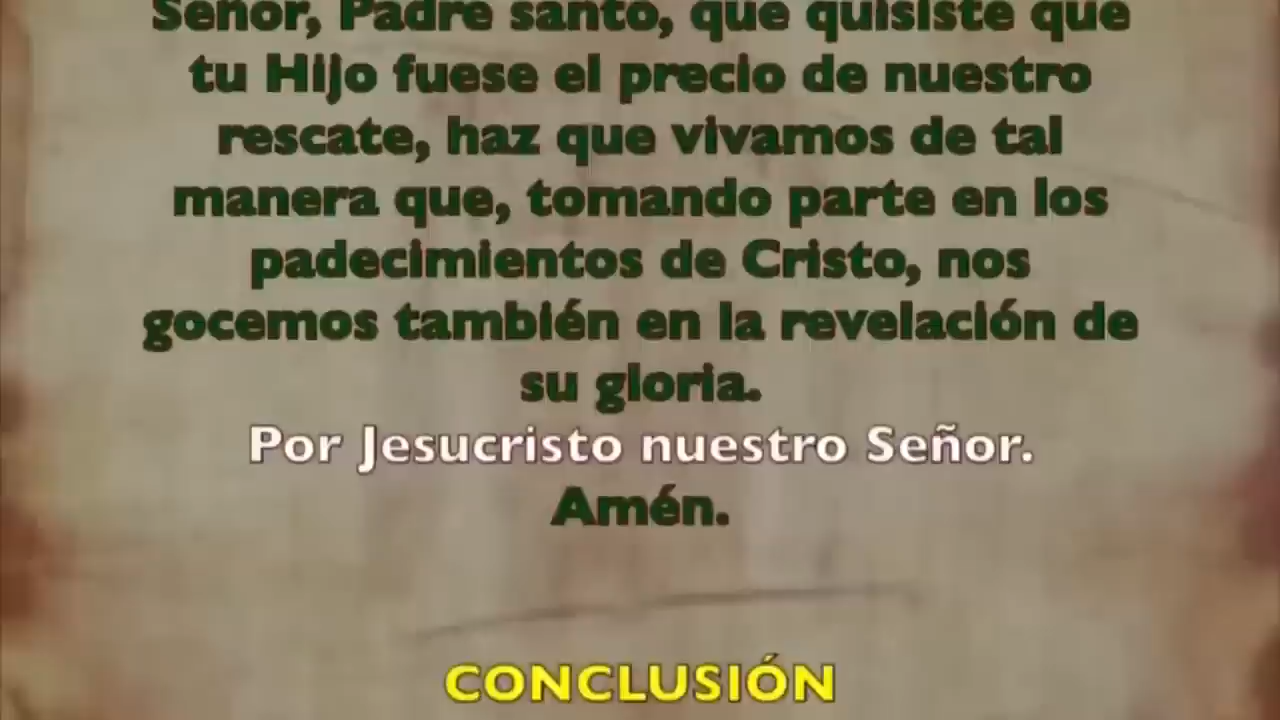 Señor, Padre santo, que quisiste que
tu Hijo fuese el precio de nuestro
rescate, haz que vivamos de tal
manera que, tomando parte en los
padecimientos de Cristo, nos
gocemos también en la revelación de
su gloria.
Por Jesucristo nuestro Señor.
Amén.
CONCLUSIÓN